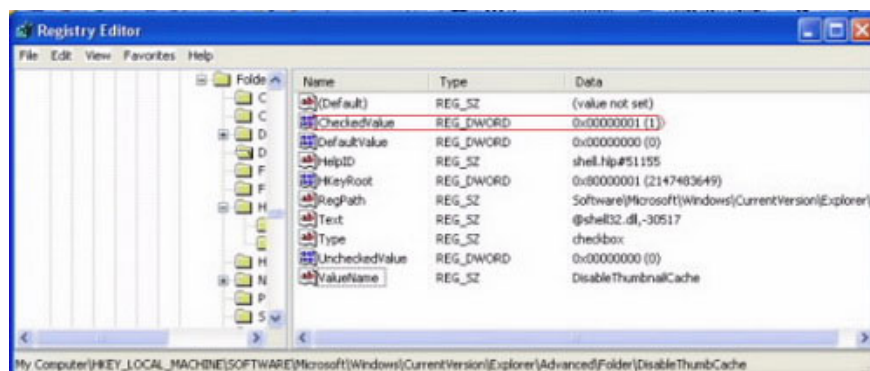 Registry Editor
File Edit View Favorites Help
Folde
C
C
D
D
F
F
H
H
N
P
S
Name Type Data
(Default) REG_SZ (value not set)
CheckedValue REG_DWORD 0x00000001 (1)
DefaultValue REG_DWORD 0x00000000 (0)
HelpID REG_SZ shell.hlp#51155
HKeyRoot REG_DWORD 0x80000001 (2147483649)
RegPath REG_SZ Software\Microsoft\Windows\CurrentVersion\Explorer\
Text REG_SZ @shell32.dll,-30517
Type REG_SZ checkbox
UncheckedValue REG_DWORD 0x00000000 (0)
ValueName REG_SZ DisableThumbnailCache
My Computer\HKEY_LOCAL_MACHINE\SOFTWARE\Microsoft\Windows\CurrentVersion\Explorer\Advanced\Folder\DisableThumbCache